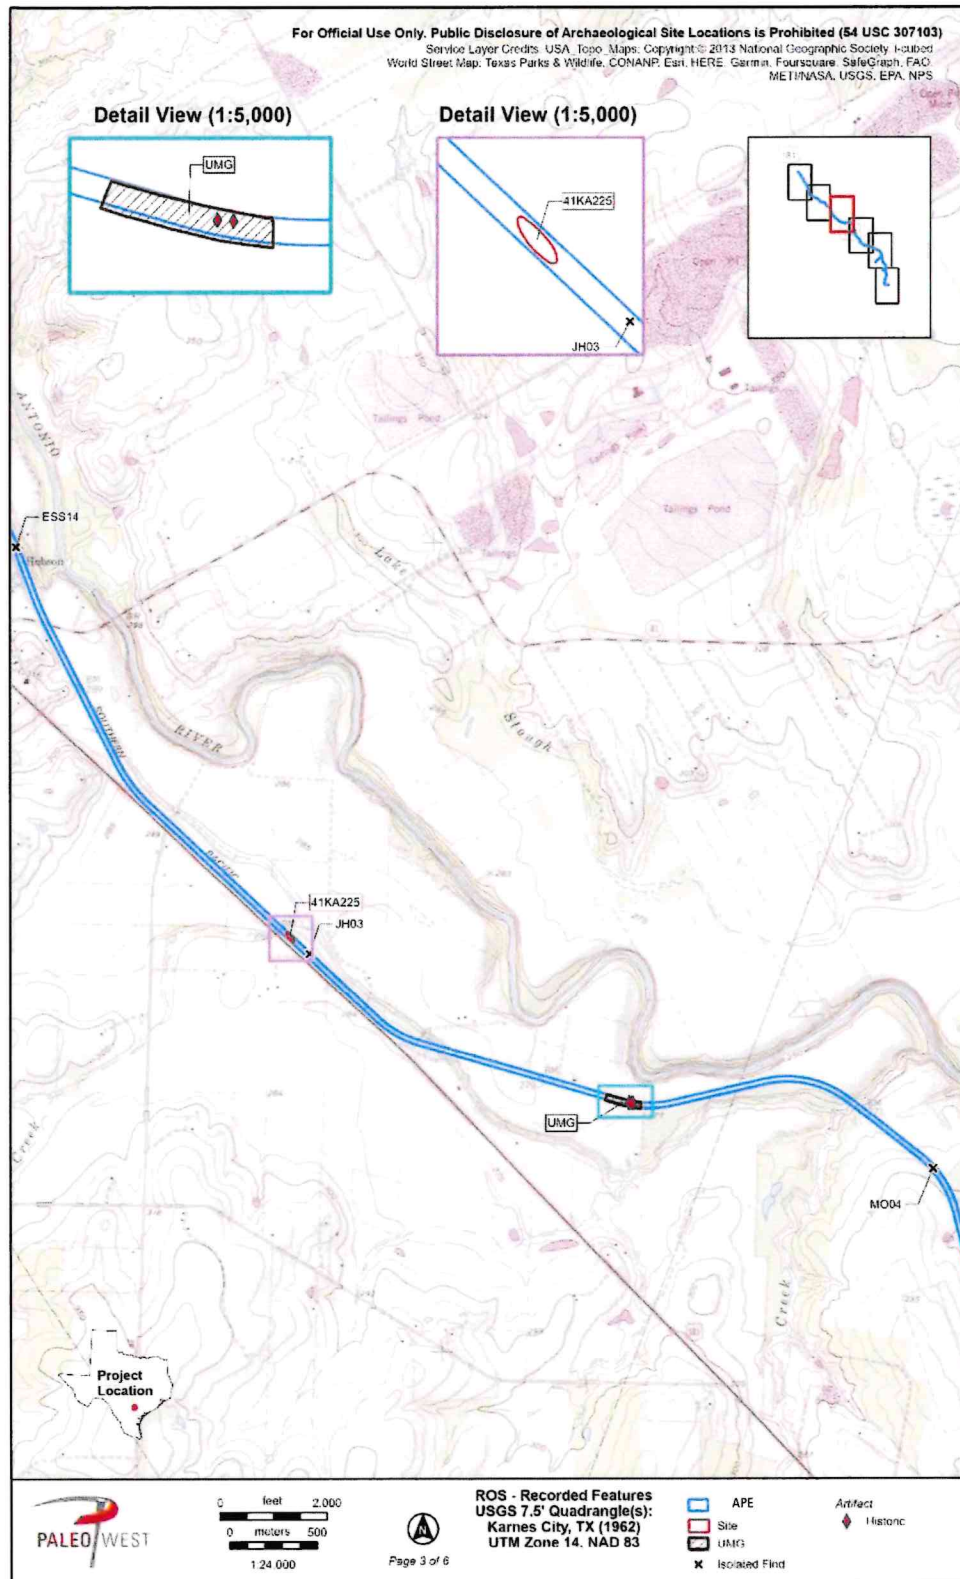 For Official Use Only. Public Disclosure of Archaeological Site Locations is Prohibited (54 USC 307103)
Service Layer Credits: USA_Topo_Maps: Copyright:© 2013 National Geographic Society, i-cubed
World Street Map: Texas Parks & Wildlife, CONANP, Esri, HERE, Garmin, Foursquare, SafeGraph, FAO,
METI/NASA, USGS, EPA, NPS
Detail View (1:5,000)
Detail View (1:5,000)
UMG
41KA225
JH03
Tailings Pond
Tailings Pond
Tailings
ANTONIO
ESS14
Hobson
Lake
Slough
RIVER
SOUTHERN
PACIFIC
41KA225
JH03
UMG
MO04
Creek
Creek
Project
Location
PALEO WEST
0 feet 2,000
0 meters 500
1:24,000
N
Page 3 of 6
ROS - Recorded Features
USGS 7.5' Quadrangle(s):
Karnes City, TX (1962)
UTM Zone 14, NAD 83
APE
Site
UMG
Isolated Find
Artifact
Historic